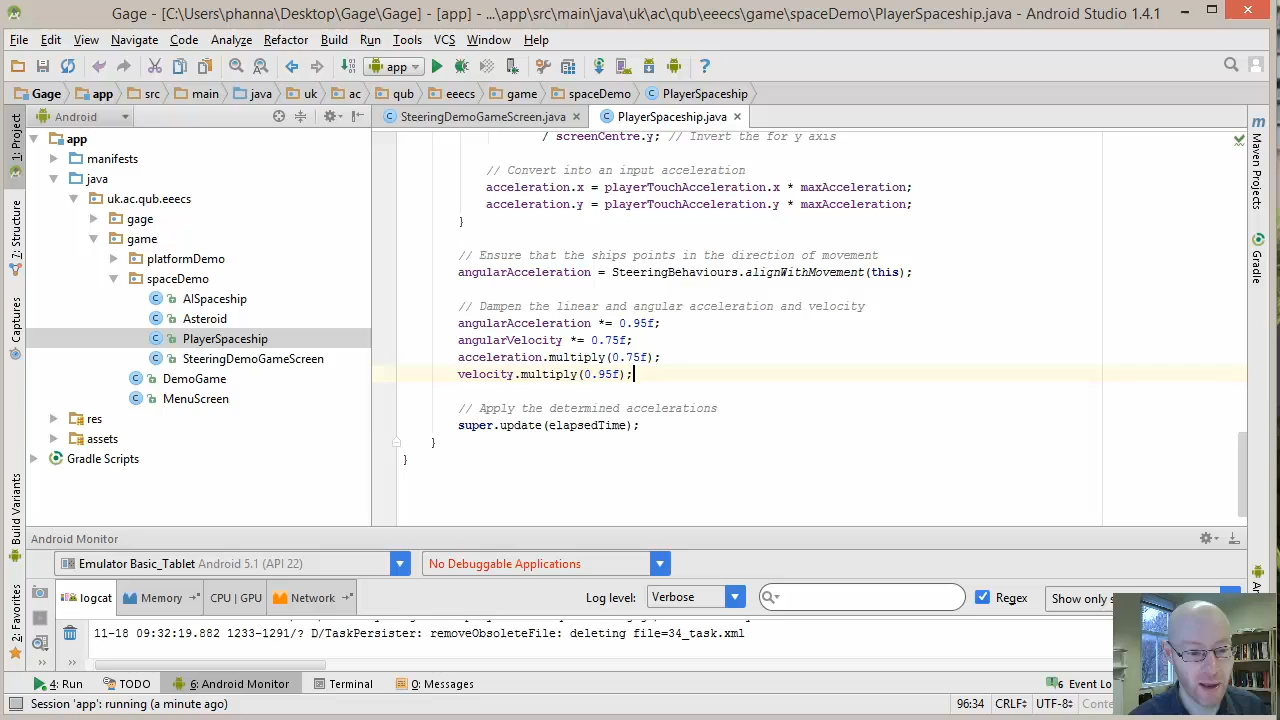 Gage - [C:\Users\phanna\Desktop\Gage\Gage] - [app] - ...\app\src\main\java\uk\ac\qub\eeecs\game\spaceDemo\PlayerSpaceship.java - Android Studio 1.4.1
File Edit View Navigate Code Analyze Refactor Build Run Tools VCS Window Help
app
Gage app src main java uk ac qub eeecs game spaceDemo PlayerSpaceship
Android
SteeringDemoGameScreen.java PlayerSpaceship.java
1: Project
7: Structure
Captures
Build Variants
2: Favorites
app
manifests
java
uk.ac.qub.eeecs
gage
game
platformDemo
spaceDemo
AISpaceship
Asteroid
PlayerSpaceship
SteeringDemoGameScreen
DemoGame
MenuScreen
res
assets
Gradle Scripts
/ screenCentre.y; // Invert the for y axis
// Convert into an input acceleration
acceleration.x = playerTouchAcceleration.x * maxAcceleration;
acceleration.y = playerTouchAcceleration.y * maxAcceleration;
}
// Ensure that the ships points in the direction of movement
angularAcceleration = SteeringBehaviours.alignWithMovement(this);
// Dampen the linear and angular acceleration and velocity
angularAcceleration *= 0.95f;
angularVelocity *= 0.75f;
acceleration.multiply(0.75f);
velocity.multiply(0.95f);
// Apply the determined accelerations
super.update(elapsedTime);
}
}
Maven Projects
Gradle
Android Monitor
Emulator Basic_Tablet Android 5.1 (API 22) No Debuggable Applications
logcat Memory CPU | GPU Network Log level: Verbose Regex Show only s
11-18 09:32:19.882 1233-1291/? D/TaskPersister: removeObsoleteFile: deleting file=34_task.xml
4: Run TODO 6: Android Monitor Terminal 0: Messages Event Lo
Session 'app': running (a minute ago) 96:34 CRLF UTF-8 Conte